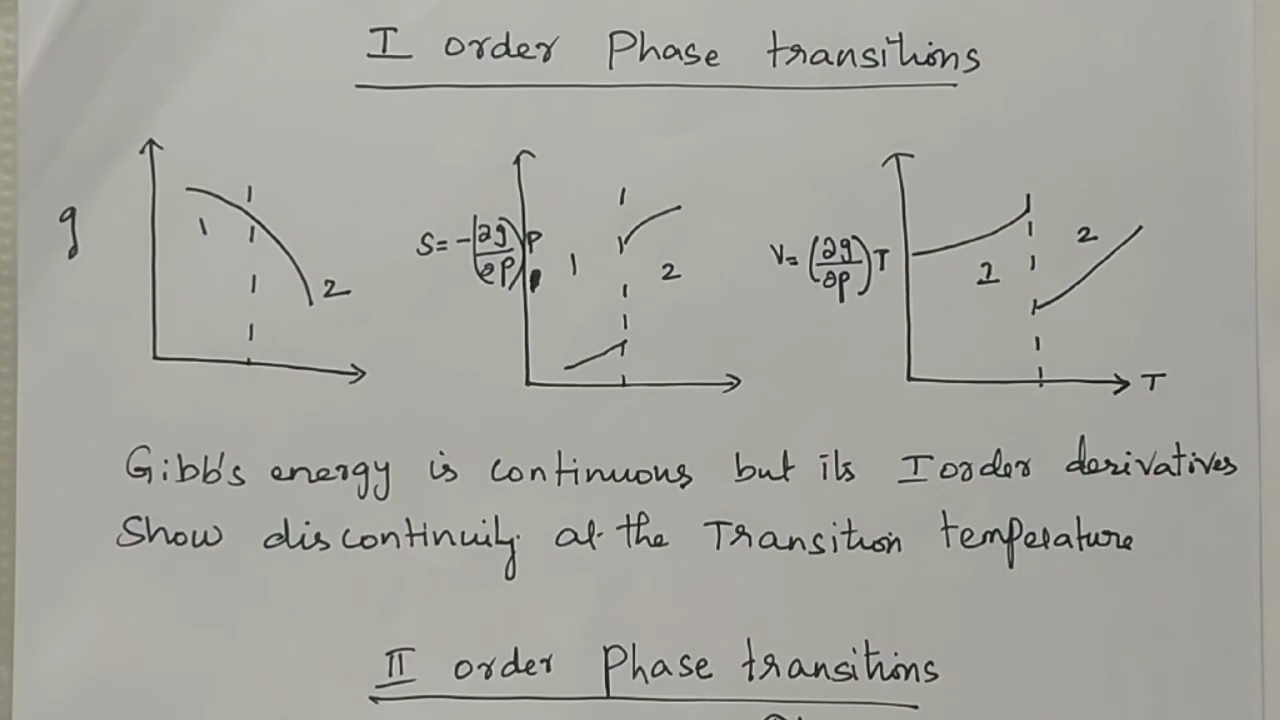 I order Phase transitions
g
1
2
S= -(∂g/∂P)P
1
2
V= (∂g/∂p)T
1
2
T
Gibb's energy is continuous but its I order derivatives
Show discontinuity at the Transition temperature
II order Phase transitions